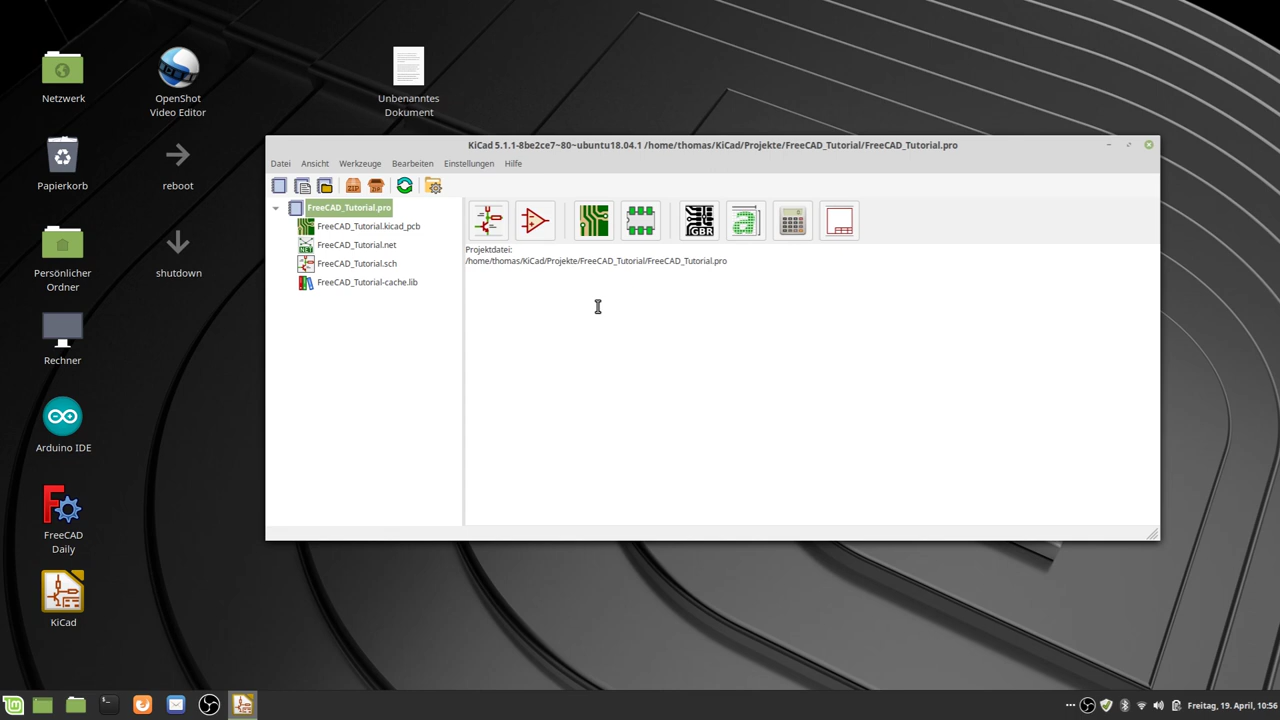 Netzwerk
OpenShot
Video Editor
Unbenanntes
Dokument
Papierkorb
reboot
Persönlicher
Ordner
shutdown
Rechner
Arduino IDE
FreeCAD
Daily
KiCad
KiCad 5.1.1-8be2ce7~80~ubuntu18.04.1 /home/thomas/KiCad/Projekte/FreeCAD_Tutorial/FreeCAD_Tutorial.pro
Datei Ansicht Werkzeuge Bearbeiten Einstellungen Hilfe
ZIP
GBR
a
FreeCAD_Tutorial.pro
FreeCAD_Tutorial.kicad_pcb
NET
FreeCAD_Tutorial.net
FreeCAD_Tutorial.sch
FreeCAD_Tutorial-cache.lib
Projektdatei:
/home/thomas/KiCad/Projekte/FreeCAD_Tutorial/FreeCAD_Tutorial.pro
Freitag, 19. April, 10:56